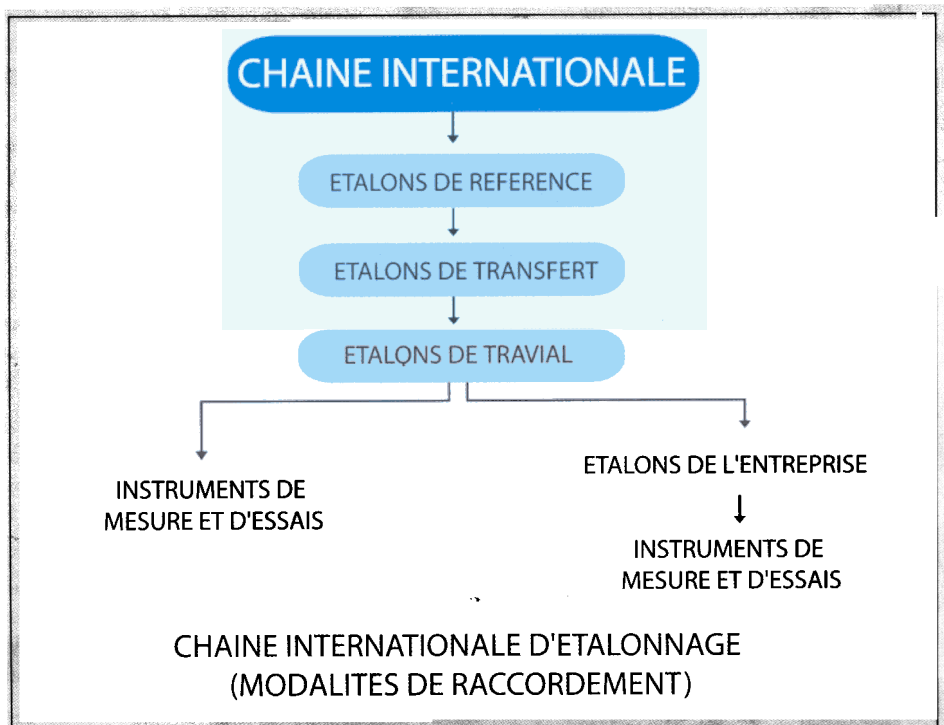 CHAINE INTERNATIONALE
ETALONS DE REFERENCE
ETALONS DE TRANSFERT
ETALONS DE TRAVIAL
INSTRUMENTS DE
MESURE ET D'ESSAIS
ETALONS DE L'ENTREPRISE
INSTRUMENTS DE
MESURE ET D'ESSAIS
CHAINE INTERNATIONALE D'ETALONNAGE
(MODALITES DE RACCORDEMENT)